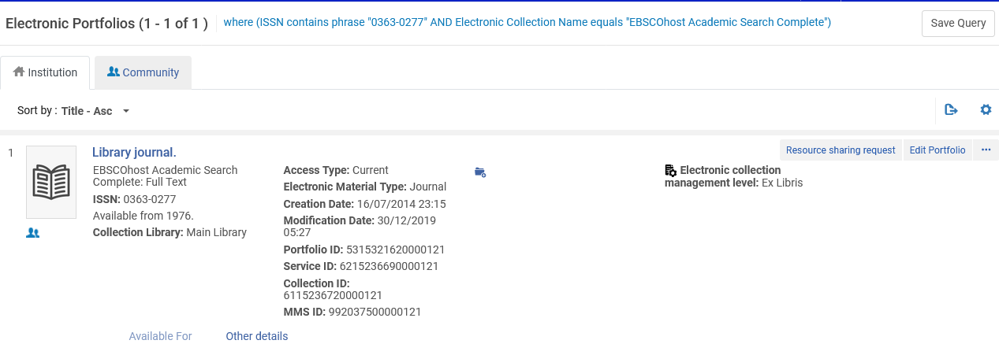 Electronic Portfolios (1 - 1 of 1 )
where (ISSN contains phrase "0363-0277" AND Electronic Collection Name equals "EBSCOhost Academic Search Complete")
Save Query
Institution
Community
Sort by : Title - Asc
1
Library journal.
Resource sharing request
Edit Portfolio
EBSCOhost Academic Search
Complete: Full Text
ISSN: 0363-0277
Available from 1976.
Collection Library: Main Library
Access Type: Current
Electronic Material Type: Journal
Creation Date: 16/07/2014 23:15
Modification Date: 30/12/2019
05:27
Portfolio ID: 5315321620000121
Service ID: 6215236690000121
Collection ID:
6115236720000121
MMS ID: 992037500000121
Electronic collection
management level: Ex Libris
Available For
Other details